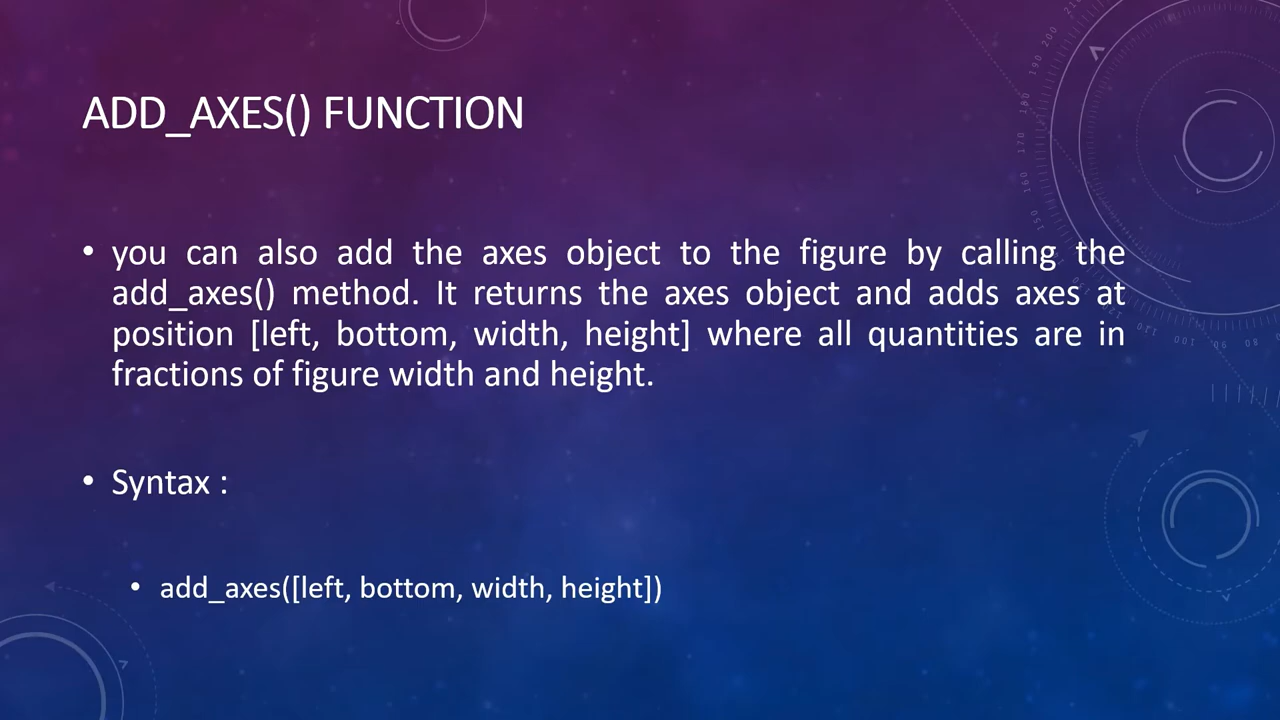 ADD_AXES() FUNCTION
• you can also add the axes object to the figure by calling the
add_axes() method. It returns the axes object and adds axes at
position [left, bottom, width, height] where all quantities are in
fractions of figure width and height.
• Syntax :
• add_axes([left, bottom, width, height])